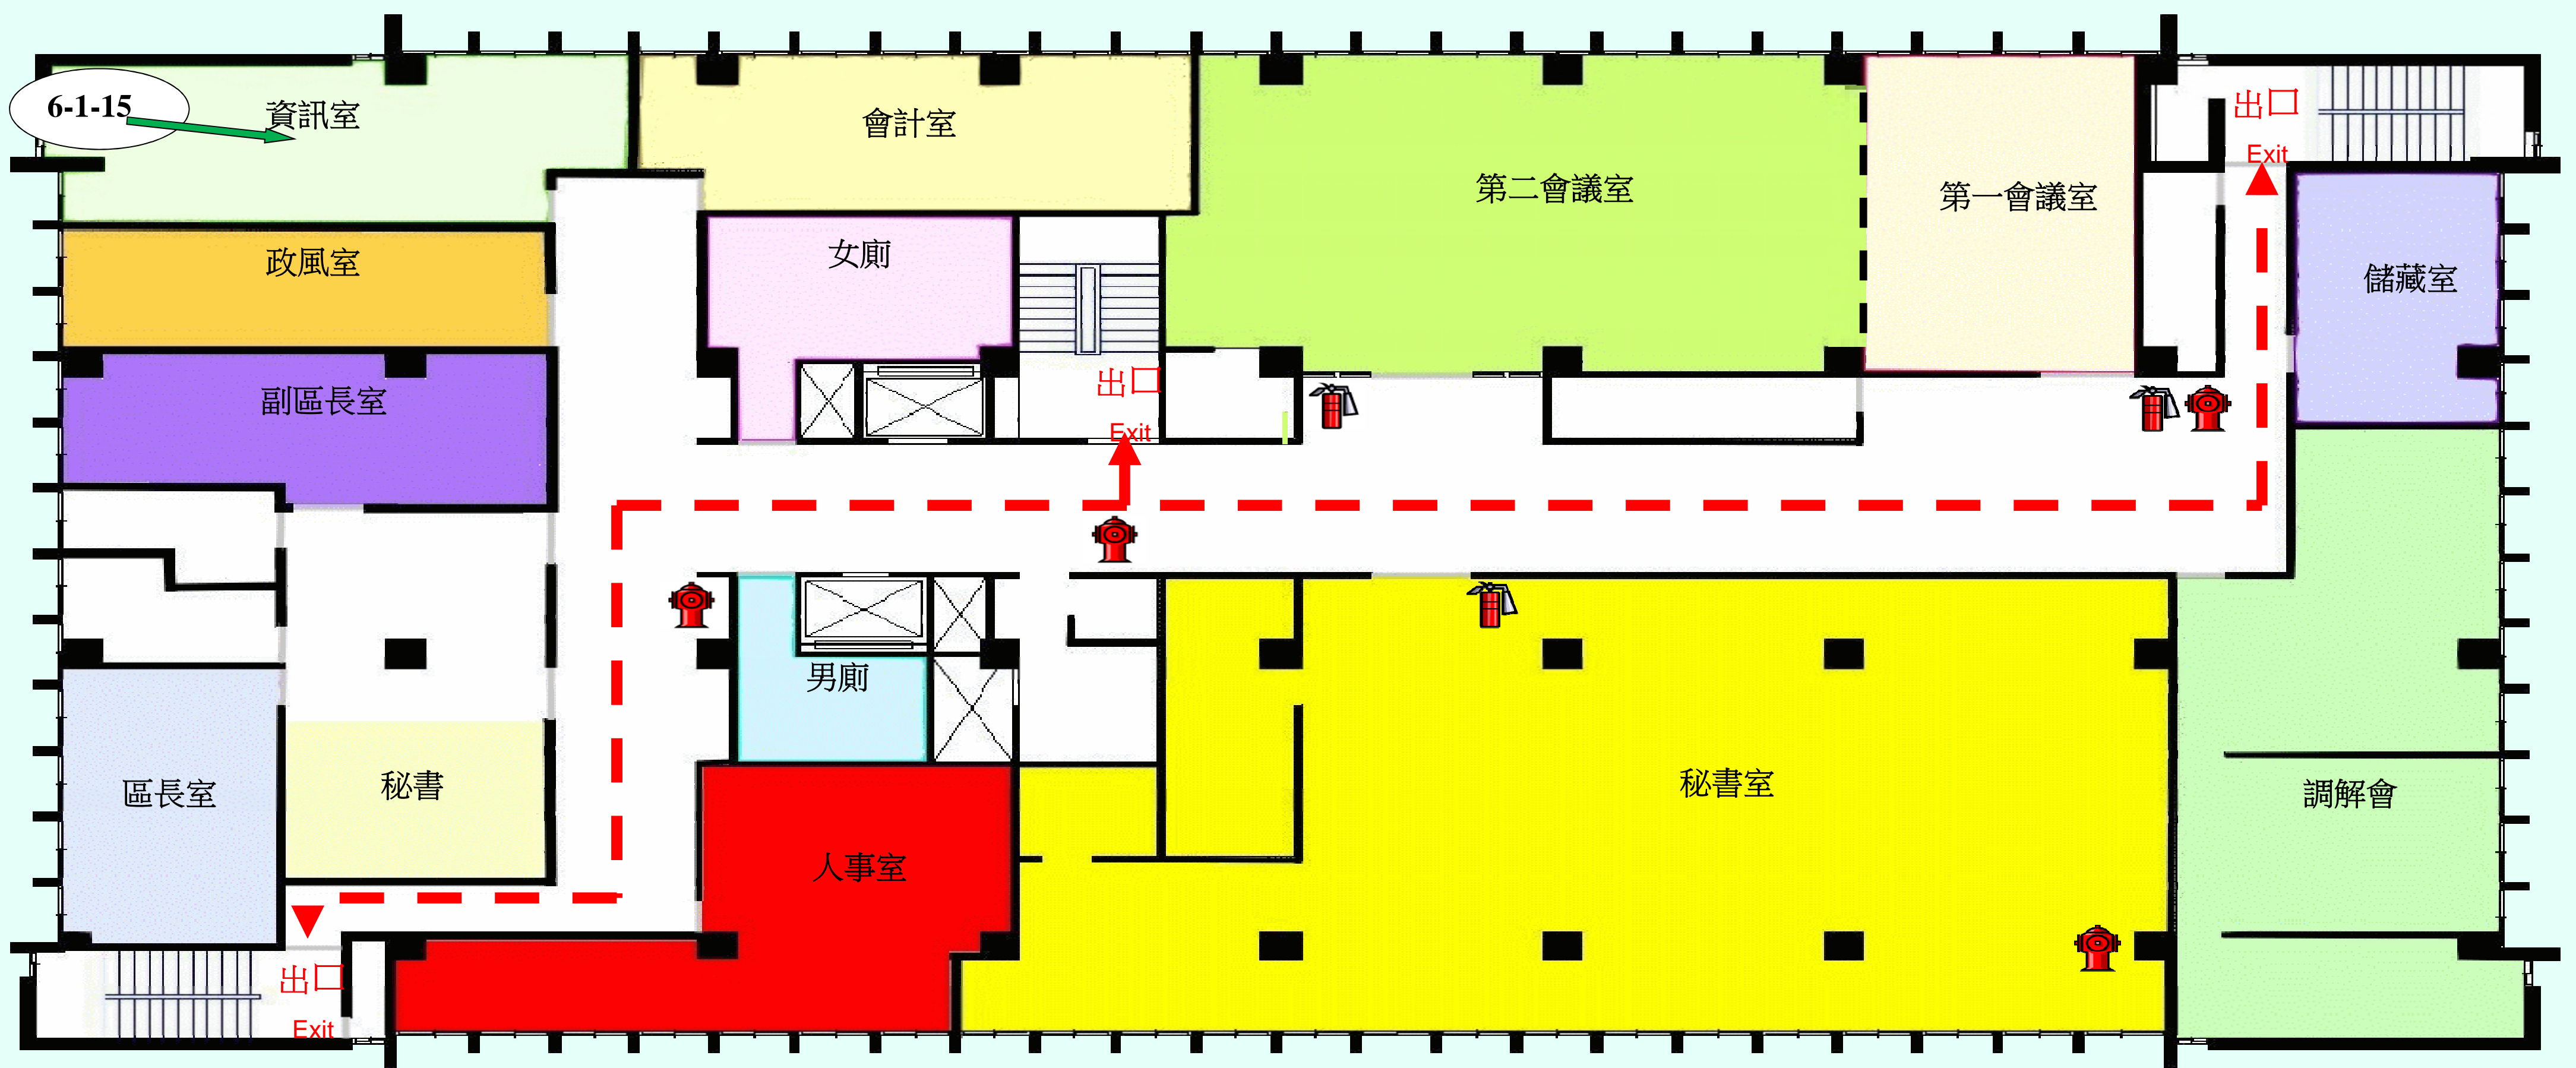 6-1-15
資訊室
會計室
第二會議室
第一會議室
出口
Exit
政風室
女廁
儲藏室
副區長室
出口
Exit
男廁
區長室
秘書
人事室
秘書室
調解會
出口
Exit